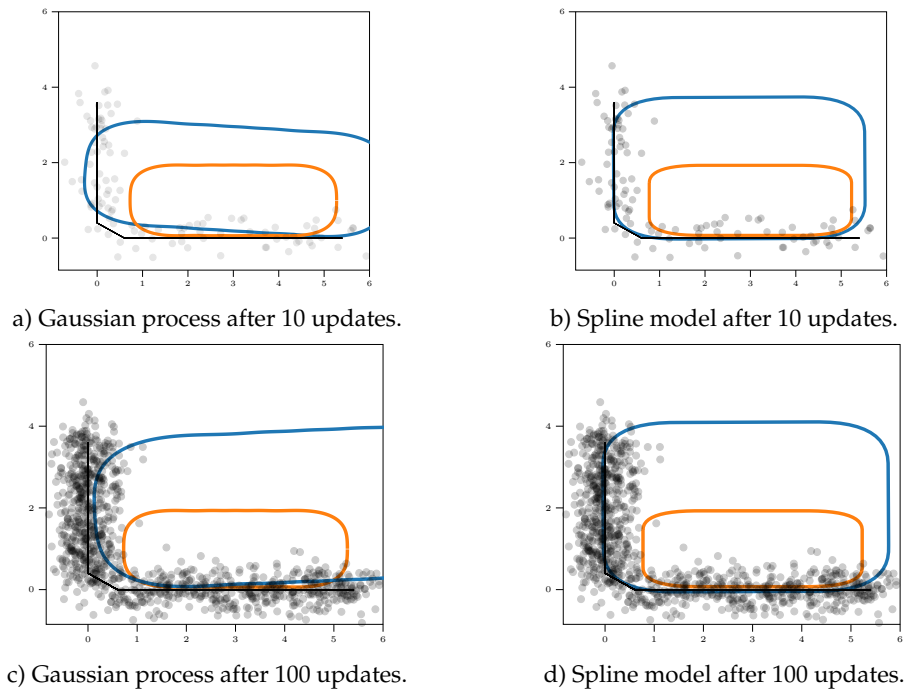 6
6
4
4
2
2
0
0
0 1 2 3 4 5 6
0 1 2 3 4 5 6
a) Gaussian process after 10 updates.
b) Spline model after 10 updates.
6
6
4
4
2
2
0
0
0 1 2 3 4 5 6
0 1 2 3 4 5 6
c) Gaussian process after 100 updates.
d) Spline model after 100 updates.